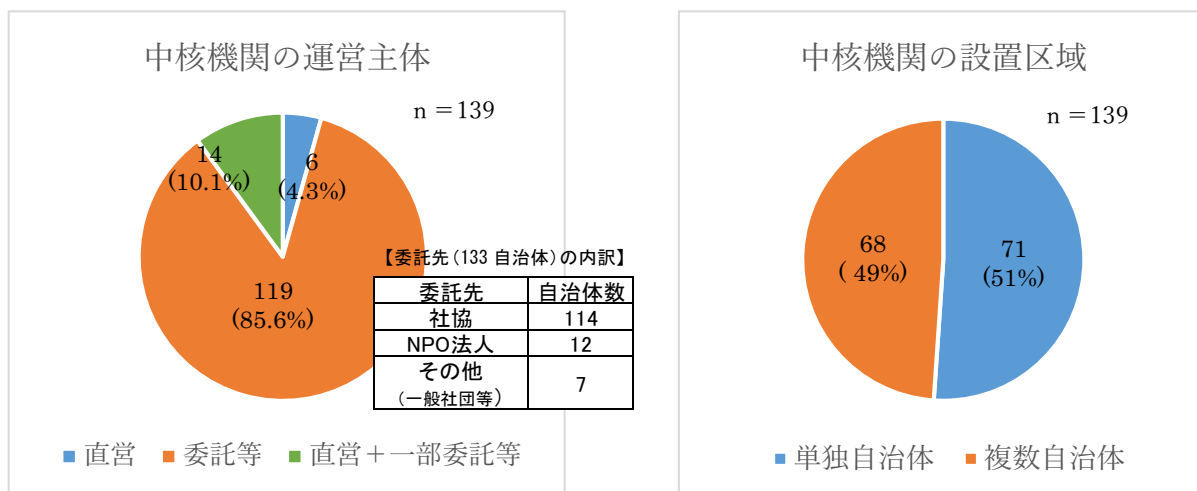 中核機関の運営主体
n =139
14
(10.1%)
6
(4.3%)
119
(85.6%)
【委託先(133 自治体)の内訳】
委託先 自治体数
社協 114
NPO法人 12
その他
(一般社団等)
7
直営 委託等 直営+一部委託等
中核機関の設置区域
n =139
68
( 49%)
71
(51%)
単独自治体 複数自治体